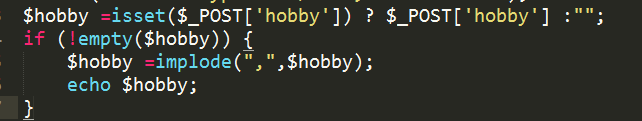 $hobby =isset($_POST['hobby']) ? $_POST['hobby'] :"";
if (!empty($hobby)) {
    $hobby =implode(",",$hobby);
    echo $hobby;
}